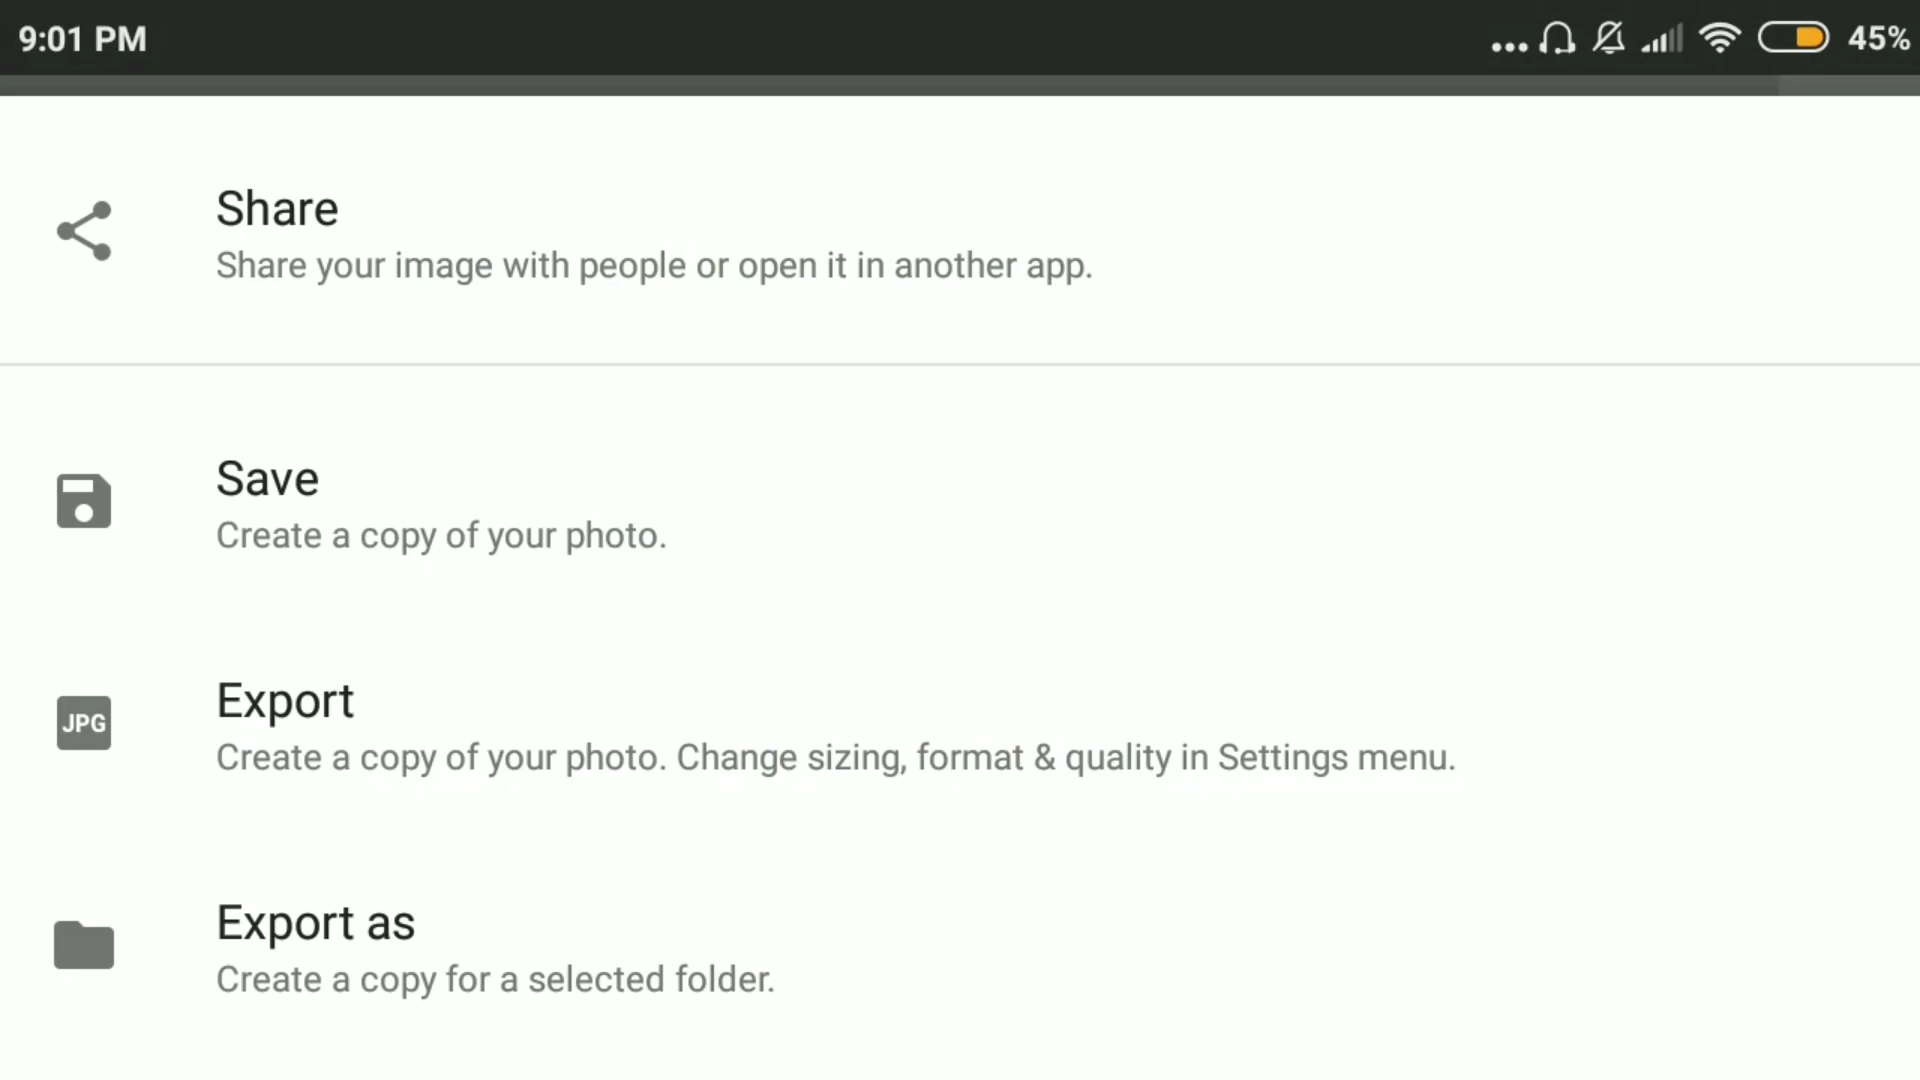 9:01 PM
45%
Share
Share your image with people or open it in another app.
Save
Create a copy of your photo.
Export
JPG
Create a copy of your photo. Change sizing, format & quality in Settings menu.
Export as
Create a copy for a selected folder.